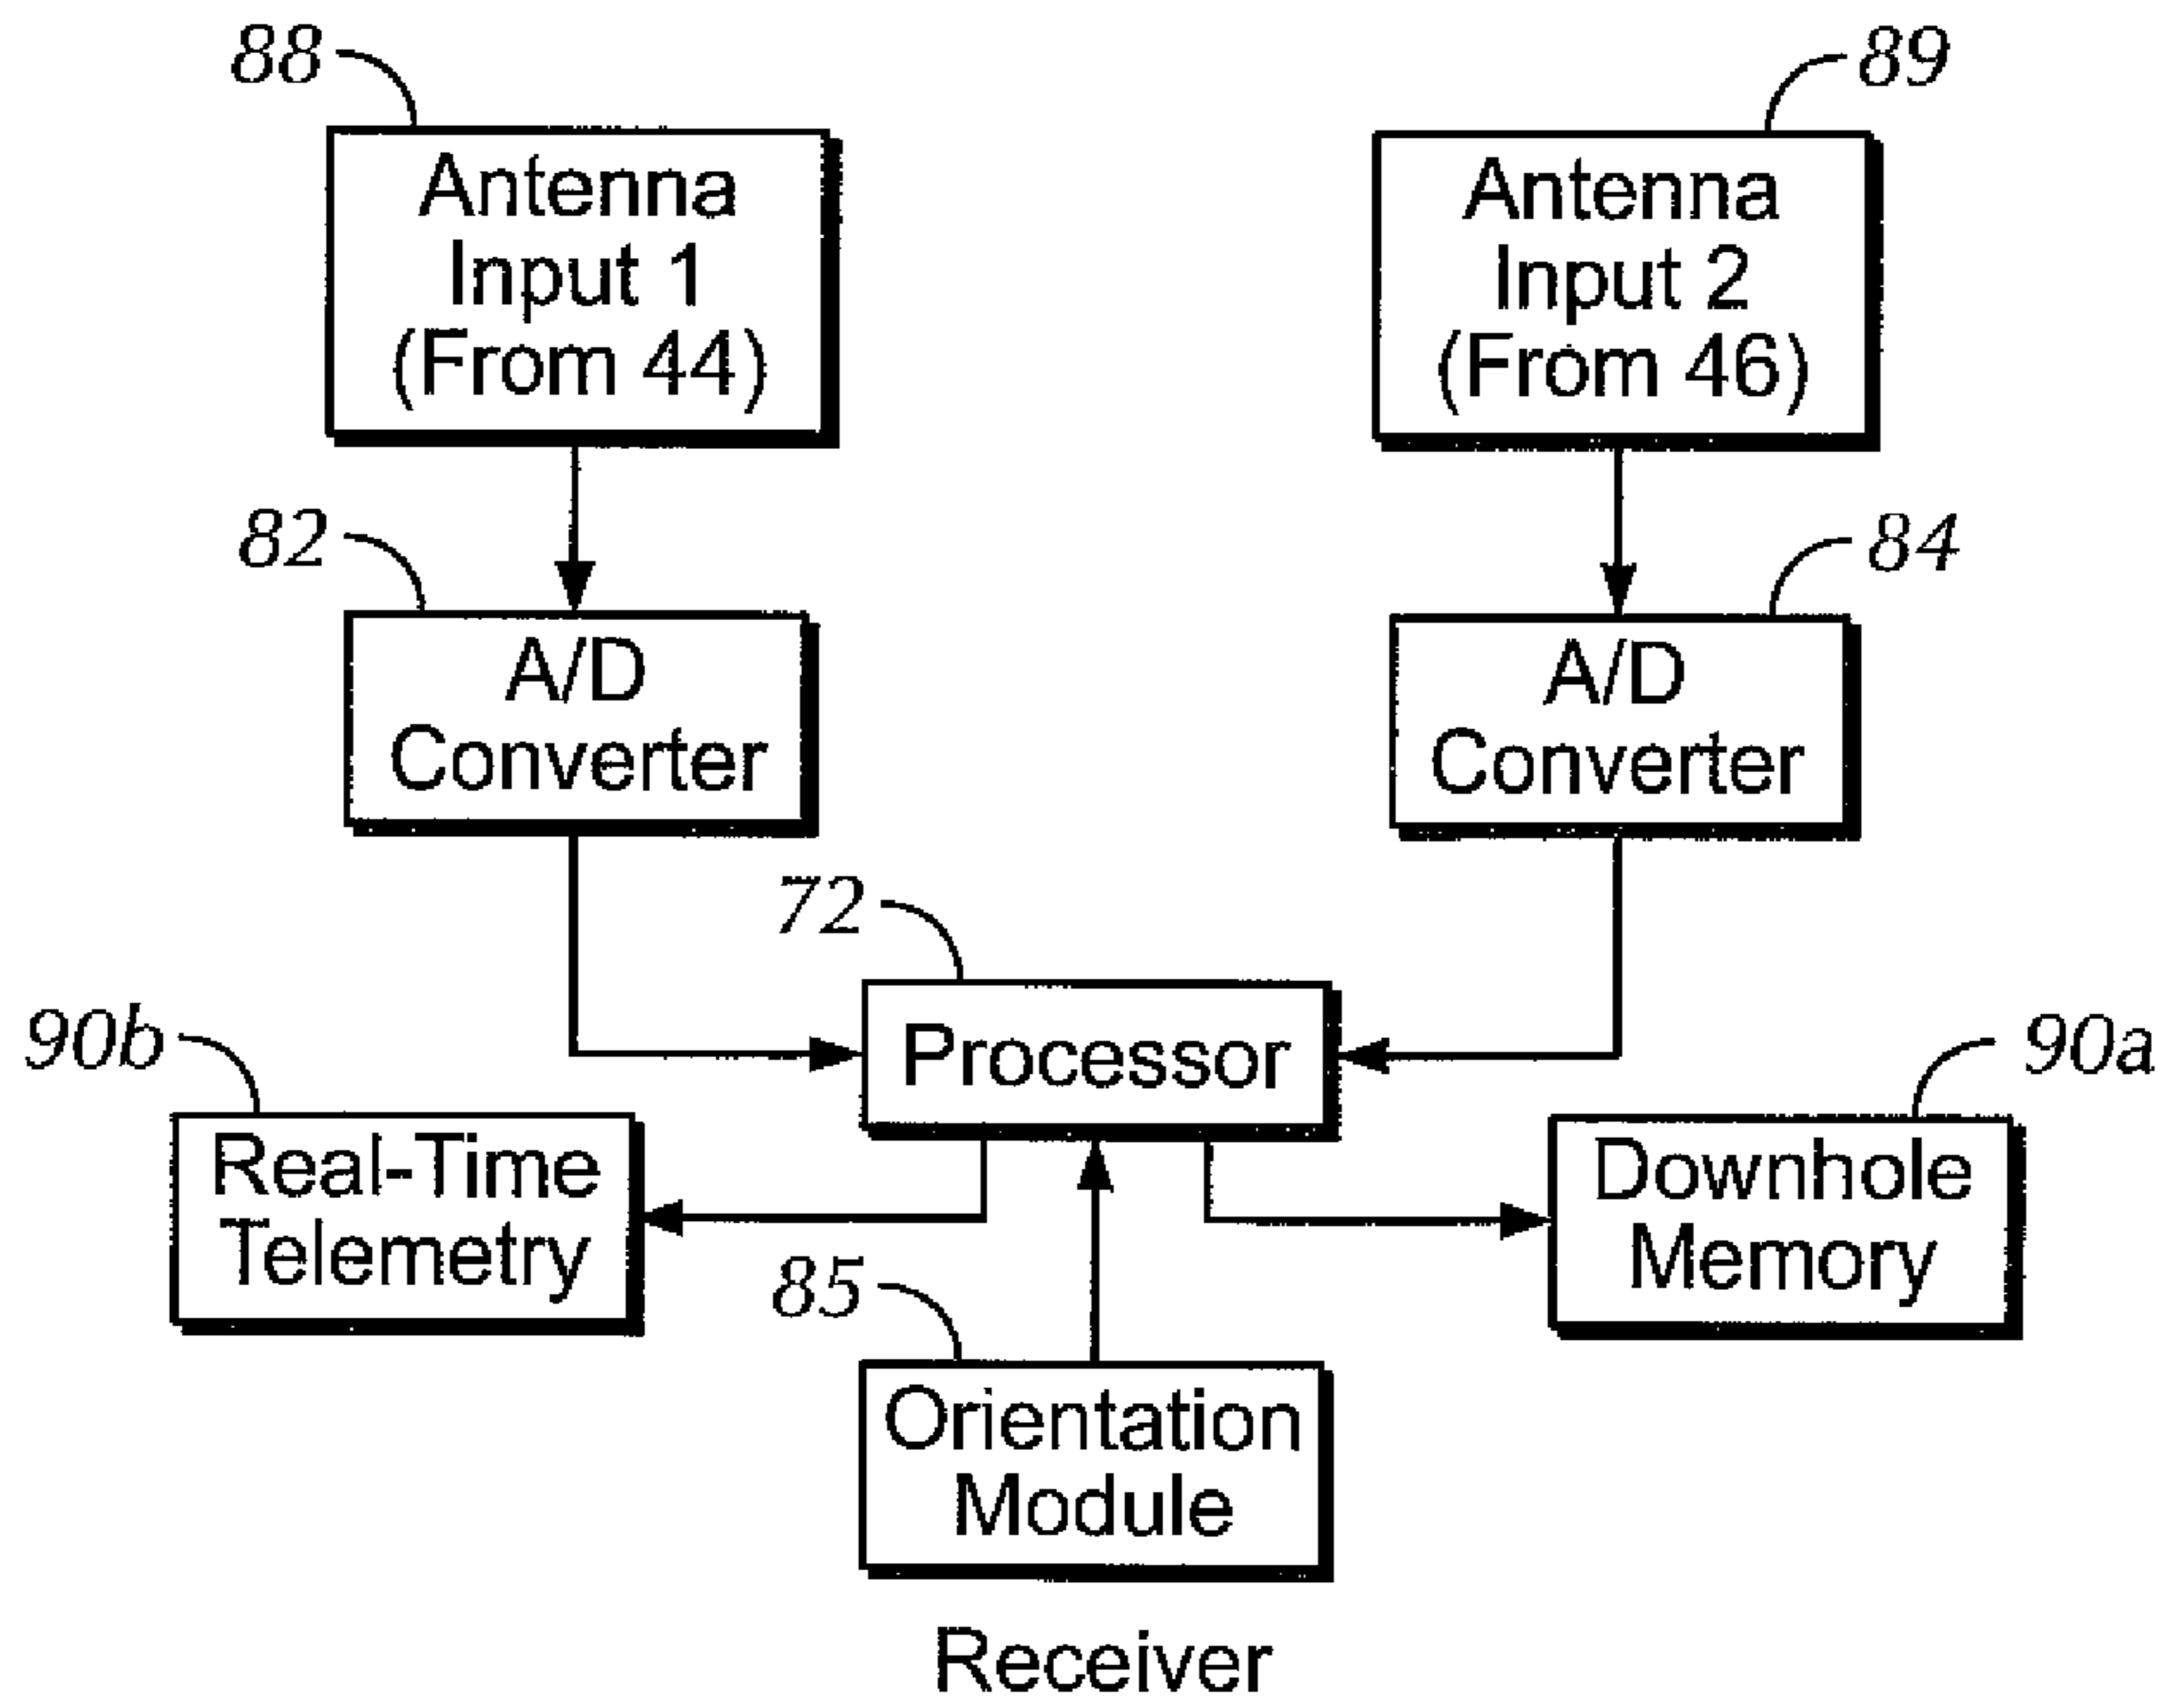 88
Antenna
Input 1
(From 44)
89
Antenna
Input 2
(From 46)
82
A/D
Converter
84
A/D
Converter
72
Processor
90b
Real-Time
Telemetry
90a
Downhole
Memory
85
Orientation
Module
Receiver